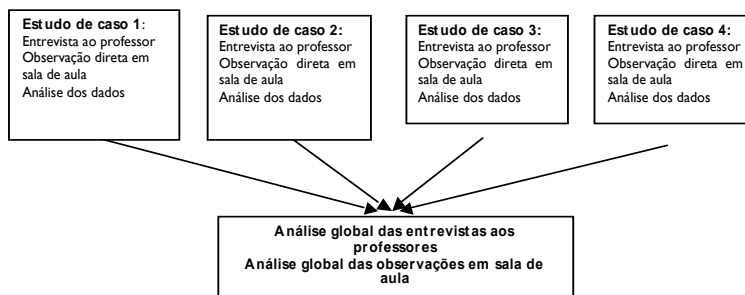 Estudo de caso 1:
Entrevista ao professor
Observação direta em
sala de aula
Análise dos dados
Estudo de caso 2:
Entrevista ao professor
Observação direta em
sala de aula
Análise dos dados
Estudo de caso 3:
Entrevista ao professor
Observação direta em
sala de aula
Análise dos dados
Estudo de caso 4:
Entrevista ao professor
Observação direta em
sala de aula
Análise dos dados
Análise global das entrevistas aos
professores
Análise global das observações em sala de
aula